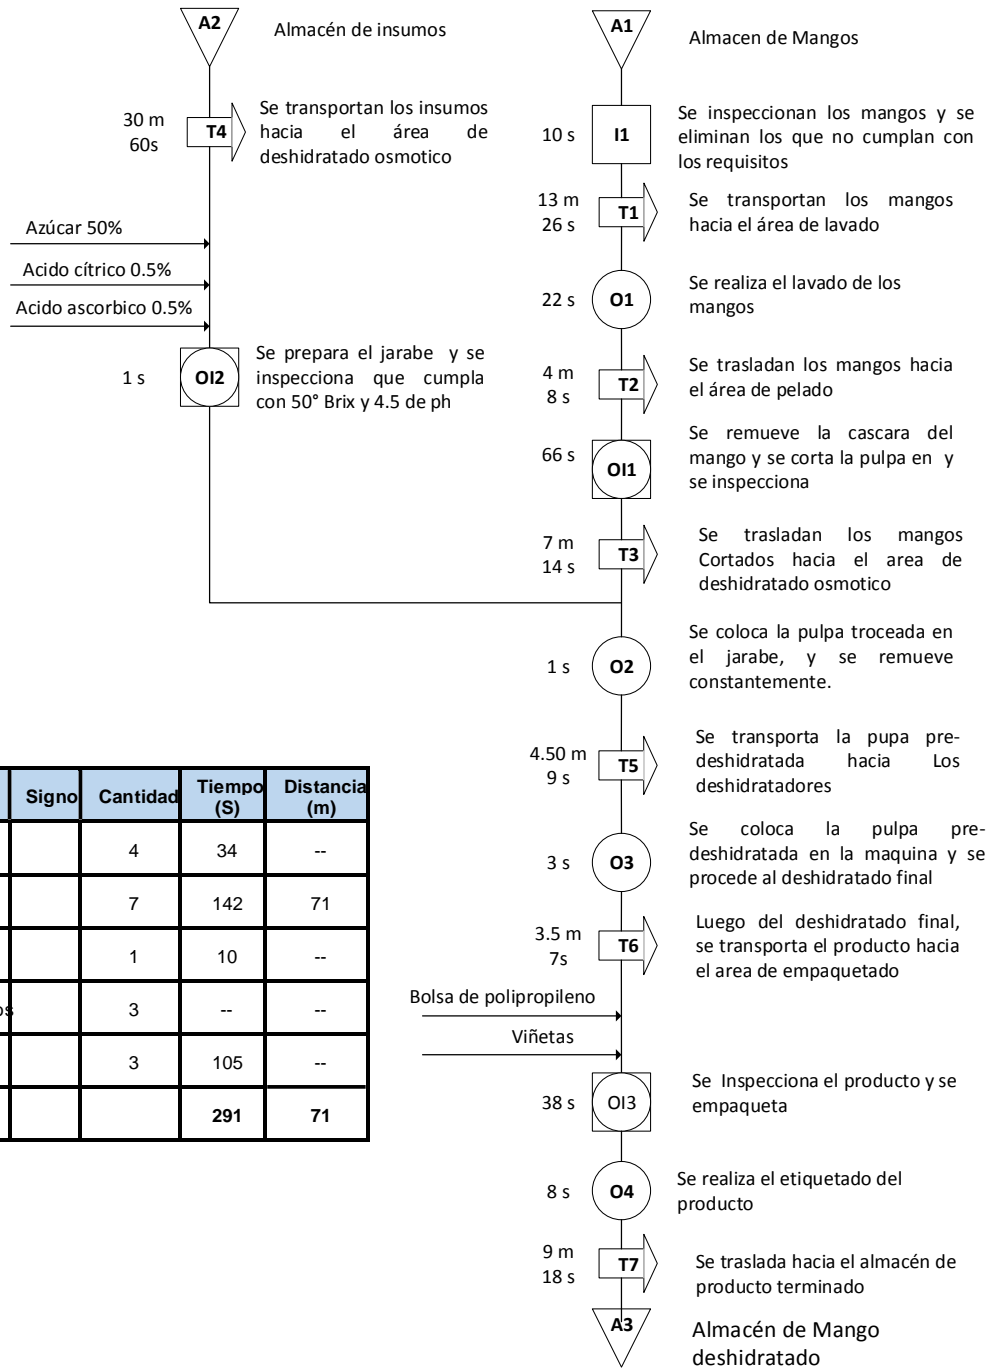 A2
Almacén de insumos
30 m
60s
T4
Se transportan los insumos
hacia el área de
deshidratado osmotico
Azúcar 50%
Acido cítrico 0.5%
Acido ascorbico 0.5%
1 s
OI2
Se prepara el jarabe y se
inspecciona que cumpla
con 50° Brix y 4.5 de ph
A1
Almacen de Mangos
10 s
I1
Se inspeccionan los mangos y se
eliminan los que no cumplan con
los requisitos
13 m
26 s
T1
Se transportan los mangos
hacia el área de lavado
22 s
O1
Se realiza el lavado de los
mangos
4 m
8 s
T2
Se trasladan los mangos hacia
el área de pelado
66 s
OI1
Se remueve la cascara del
mango y se corta la pulpa en y
se inspecciona
7 m
14 s
T3
Se trasladan los mangos
Cortados hacia el area de
deshidratado osmotico
1 s
O2
Se coloca la pulpa troceada en
el jarabe, y se remueve
constantemente.
4.50 m
9 s
T5
Se transporta la pupa pre-
deshidratada hacia Los
deshidratadores
3 s
O3
Se coloca la pulpa pre-
deshidratada en la maquina y se
procede al deshidratado final
3.5 m
7s
T6
Luego del deshidratado final,
se transporta el producto hacia
el area de empaquetado
Bolsa de polipropileno
Viñetas
38 s
OI3
Se Inspecciona el producto y se
empaqueta
8 s
O4
Se realiza el etiquetado del
producto
9 m
18 s
T7
Se traslada hacia el almacén de
producto terminado
A3
Almacén de Mango
deshidratado
Signo Cantidad Tiempo (S) Distancia (m)
4 34 --
7 142 71
1 10 --
os 3 -- --
3 105 --
291 71